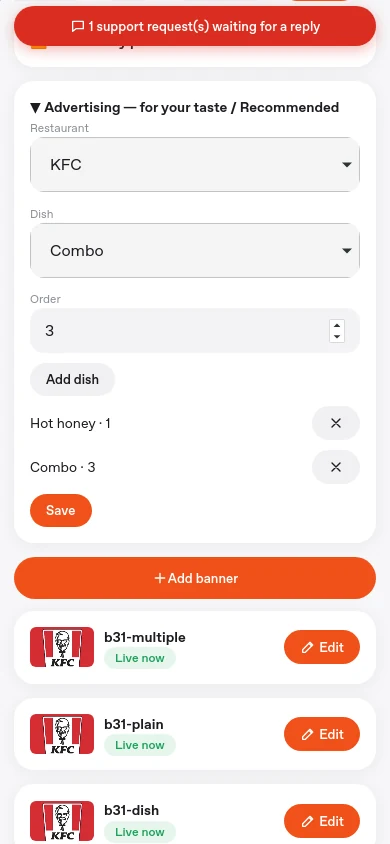 1 support request(s) waiting for a reply
▼ Advertising — for your taste / Recommended
Restaurant
KFC
Dish
Combo
Order
3
Add dish
Hot honey · 1
Combo · 3
Save
+ Add banner
KFC
b31-multiple
Live now
Edit
KFC
b31-plain
Live now
Edit
KFC
b31-dish
Live now
Edit